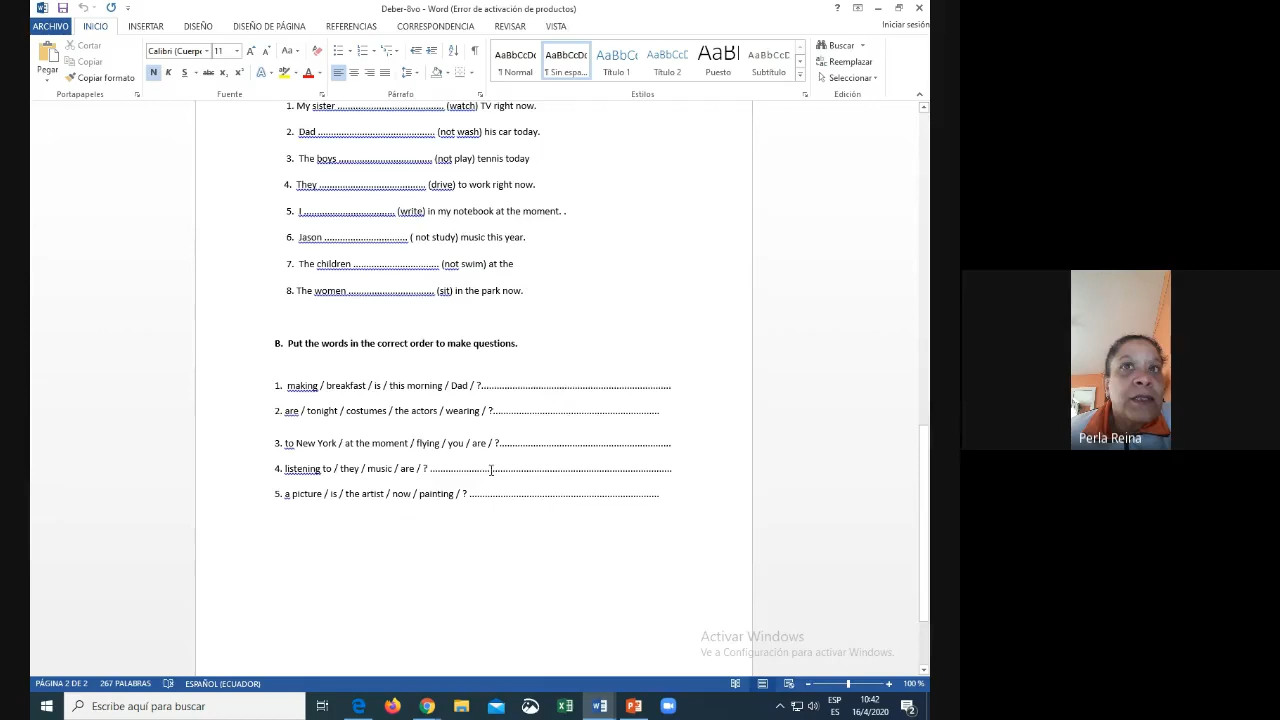 Deber-8vo - Word (Error de activación de productos)
ARCHIVO INICIO INSERTAR DISEÑO DISEÑO DE PÁGINA REFERENCIAS CORRESPONDENCIA REVISAR VISTA Iniciar sesión
Pegar Cortar Copiar Copiar formato
Calibri (Cuerpo 11
AaBbCcDc AaBbCcDc AaBbCc AaBbCcD AaBl AaBbCcD
¶ Normal ¶ Sin espa... Título 1 Título 2 Puesto Subtítulo
Buscar
Reemplazar
Seleccionar
Portapapeles Fuente Párrafo Estilos Edición
1. My sister ........................................ (watch) TV right now.
2. Dad ........................................... (not wash) his car today.
3. The boys .................................. (not play) tennis today
4. They ....................................... (drive) to work right now.
5. I .................................. (write) in my notebook at the moment. .
6. Jason .............................. ( not study) music this year.
7. The children ............................... (not swim) at the
8. The women ................................ (sit) in the park now.
B. Put the words in the correct order to make questions.
1. making / breakfast / is / this morning / Dad / ?......................................................................
2. are / tonight / costumes / the actors / wearing / ?.............................................................
3. to New York / at the moment / flying / you / are / ?..............................................................
4. listening to / they / music / are / ? ........................................................................................
5. a picture / is / the artist / now / painting / ? .....................................................................
Perla Reina
Activar Windows
Ve a Configuración para activar Windows.
PÁGINA 2 DE 2 267 PALABRAS ESPAÑOL (ECUADOR) 100 %
Escribe aquí para buscar
ESP 10:42
ES 16/4/2020 2